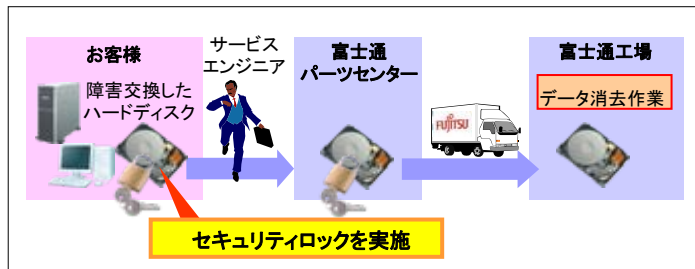 お客様
障害交換した
ハードディスク
サービス
エンジニア
富士通
パーツセンター
FUJITSU
富士通工場
データ消去作業
セキュリティロックを実施